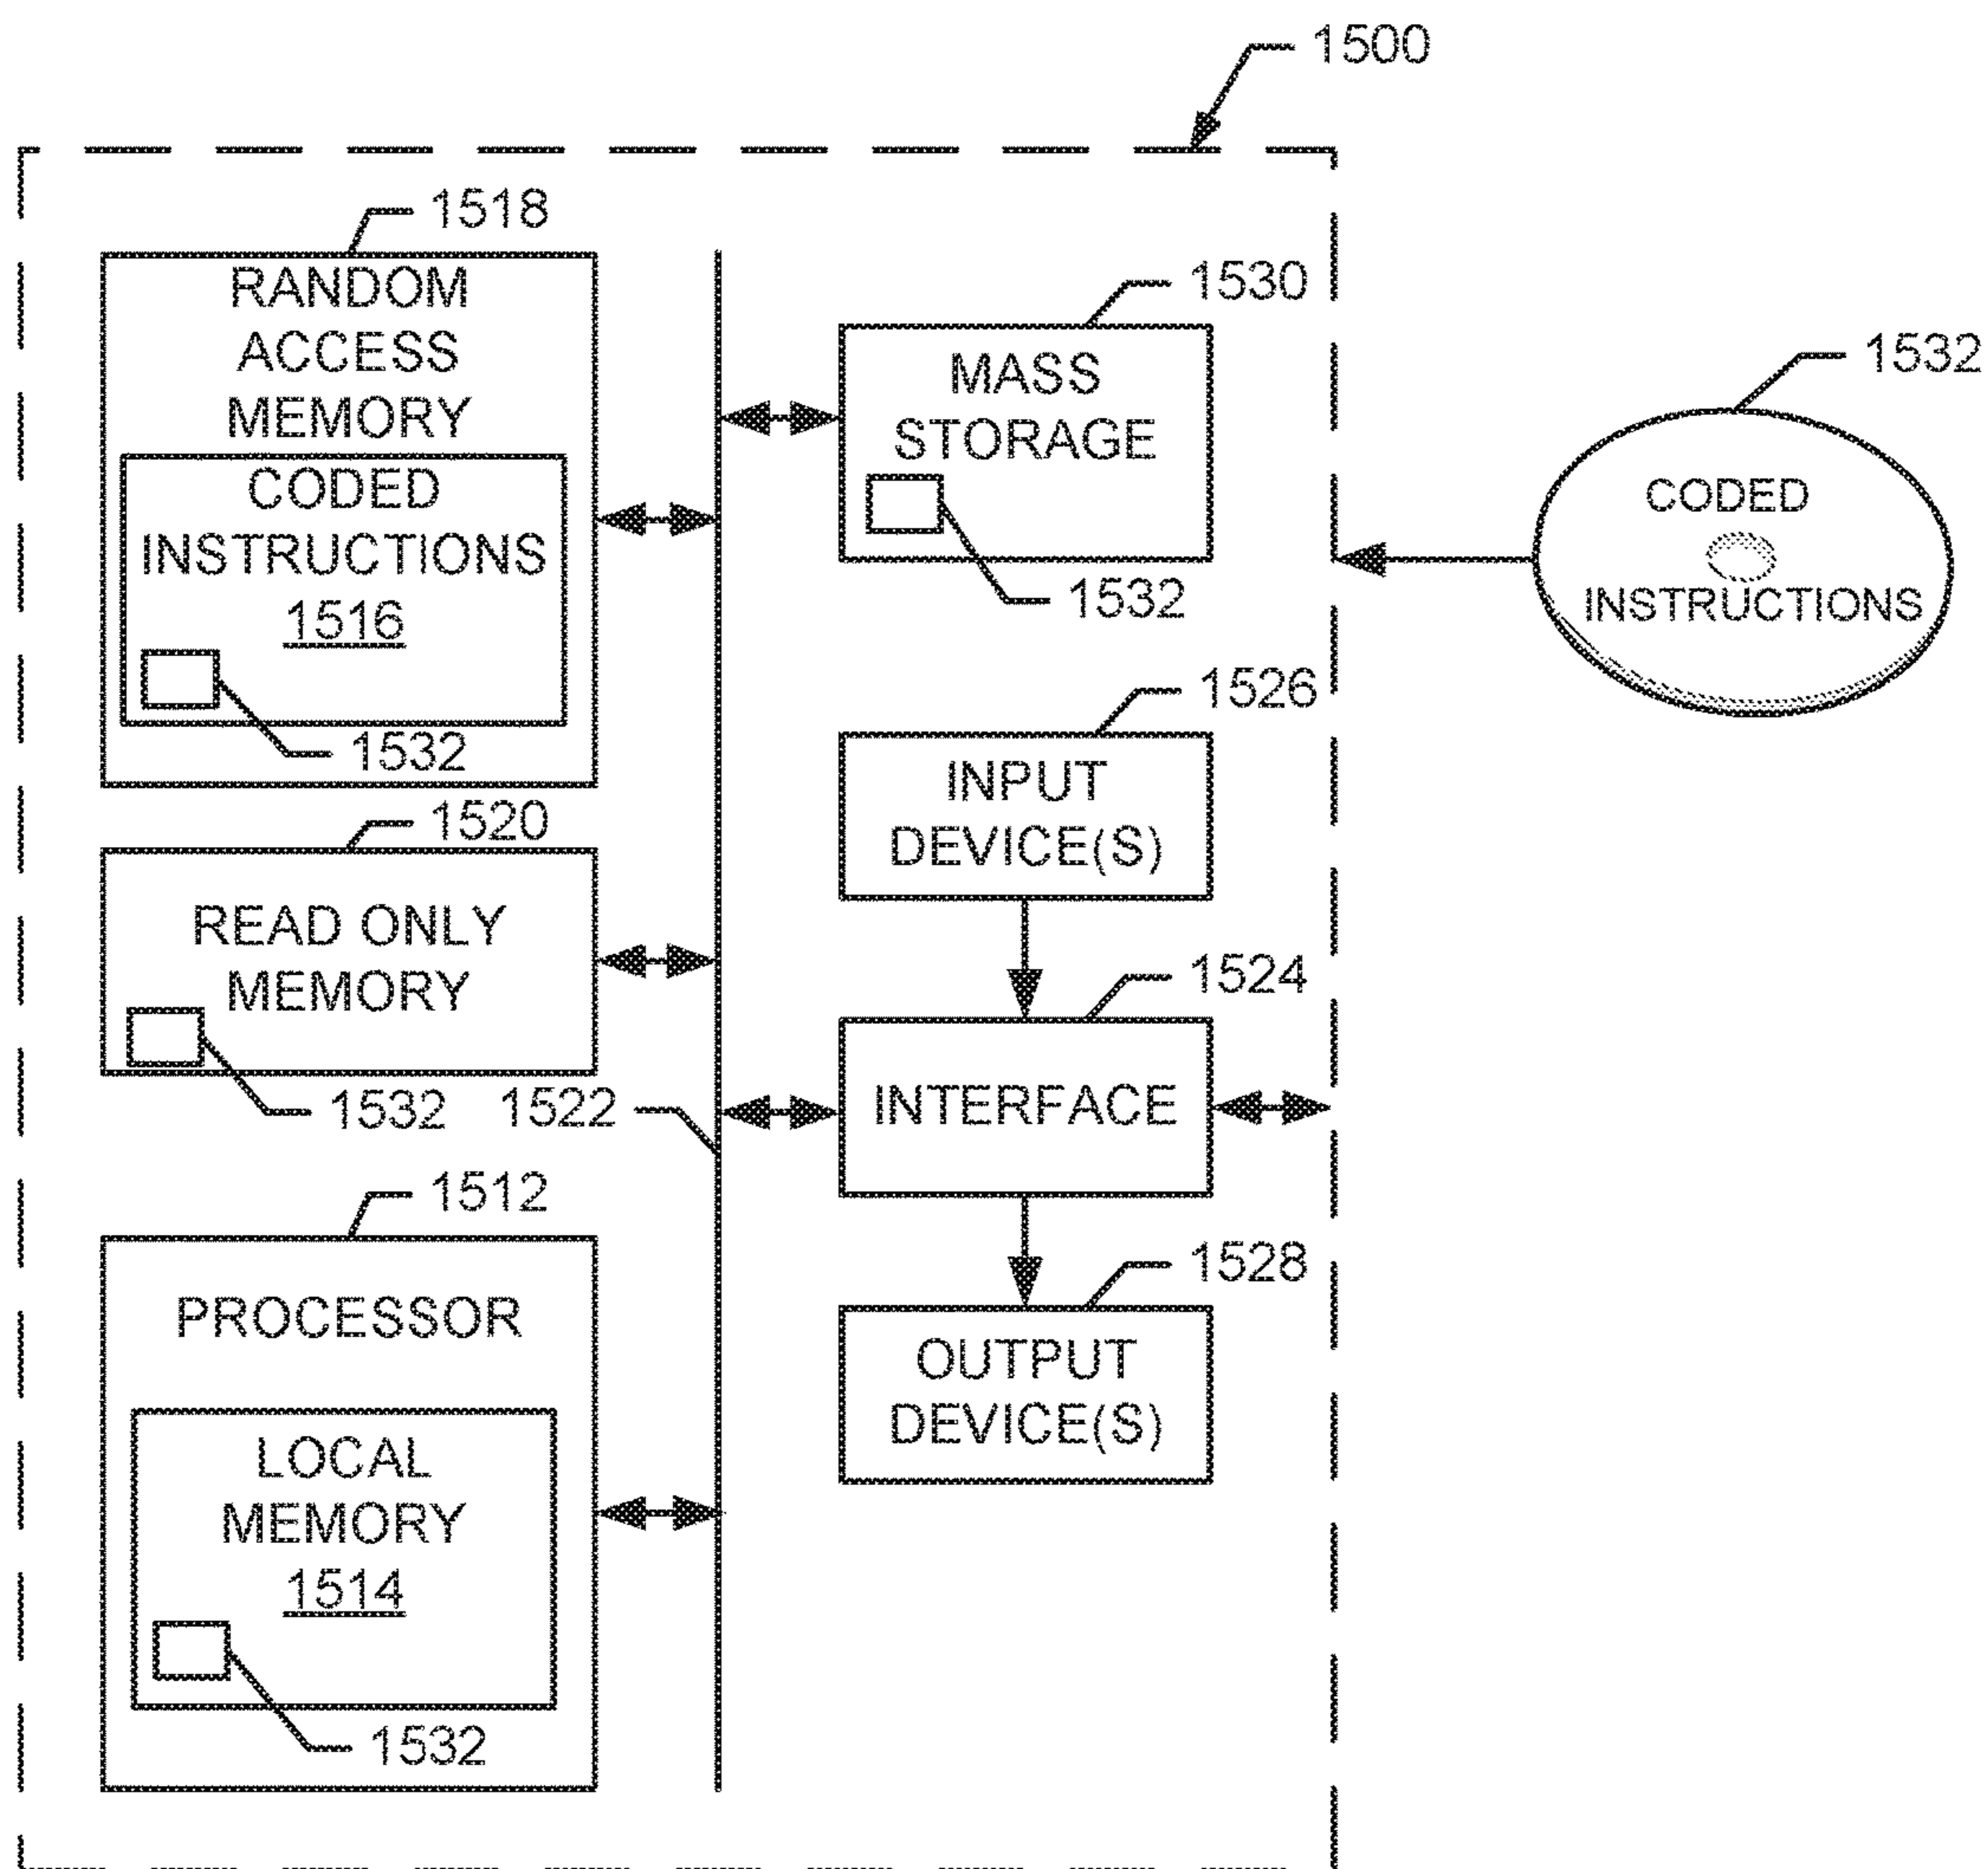 1500
1518
RANDOM
ACCESS
MEMORY
CODED
INSTRUCTIONS
1516
1532
1520
READ ONLY
MEMORY
1532
1522
1512
PROCESSOR
LOCAL
MEMORY
1514
1532
1530
MASS
STORAGE
1532
1526
INPUT
DEVICE(S)
1524
INTERFACE
1528
OUTPUT
DEVICE(S)
1532
CODED
INSTRUCTIONS